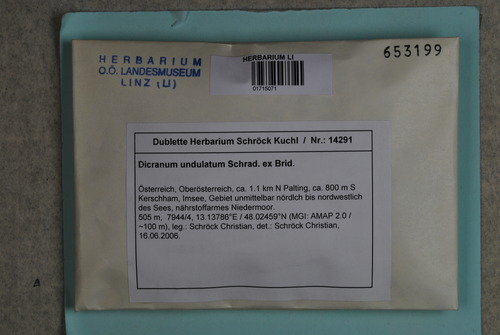 HERBARIUM
O.Ö. LANDESMUSEUM
LINZ (LI)
HERBARIUM LI
01715071
653199
Dublette Herbarium Schröck Kuchl / Nr.: 14291
Dicranum undulatum Schrad. ex Brid.
Österreich, Oberösterreich, ca. 1.1 km N Palting, ca. 800 m S
Kerschham, Imsee, Gebiet unmittelbar nördlch bis nordwestlich
des Sees, nährstoffarmes Niedermoor.
505 m, 7944/4, 13.13786°E / 48.02459°N (MGI: AMAP 2.0 /
~100 m), leg.: Schröck Christian, det.: Schröck Christian,
16.06.2006.